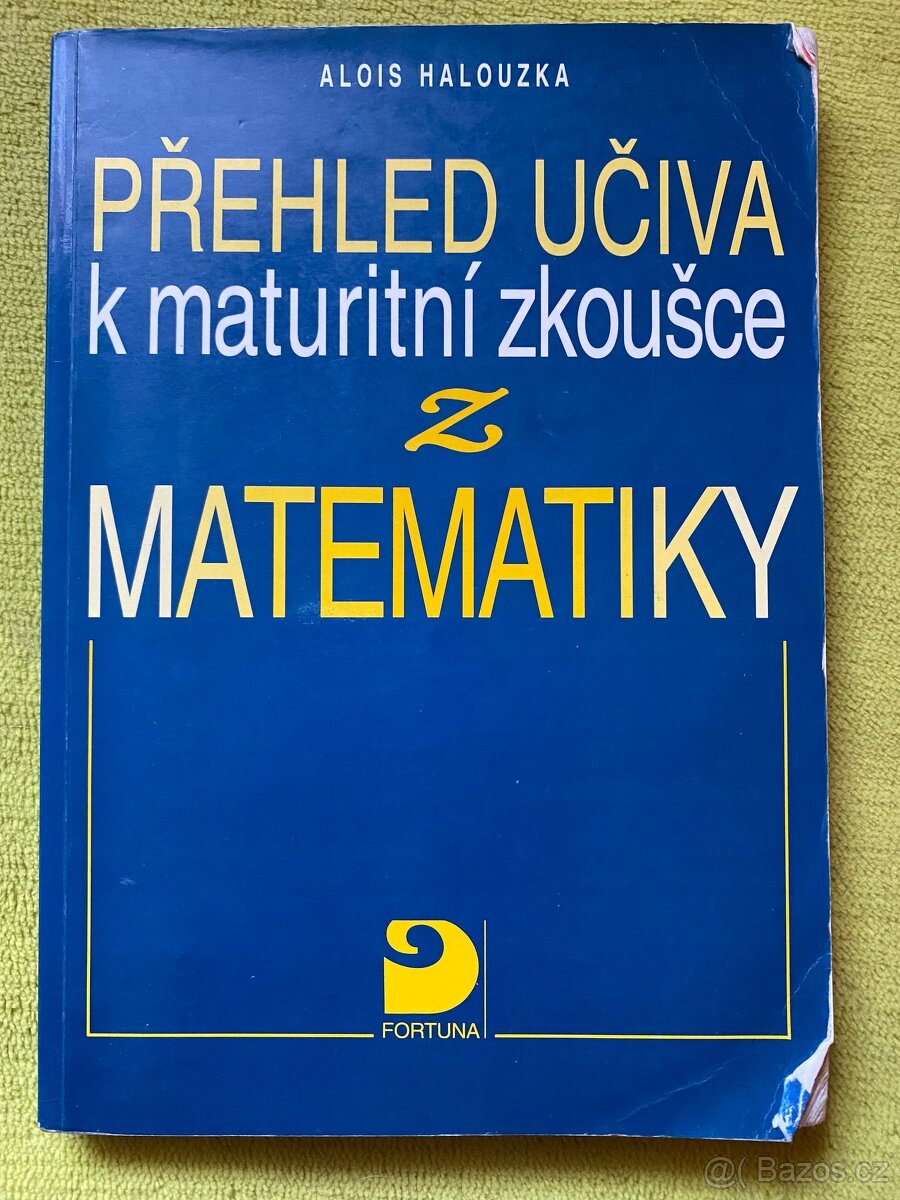 ALOIS HALOUZKA
PŘEHLED UČIVA
k maturitní zkoušce
z
MATEMATIKY
FORTUNA
@( Bazos.cz